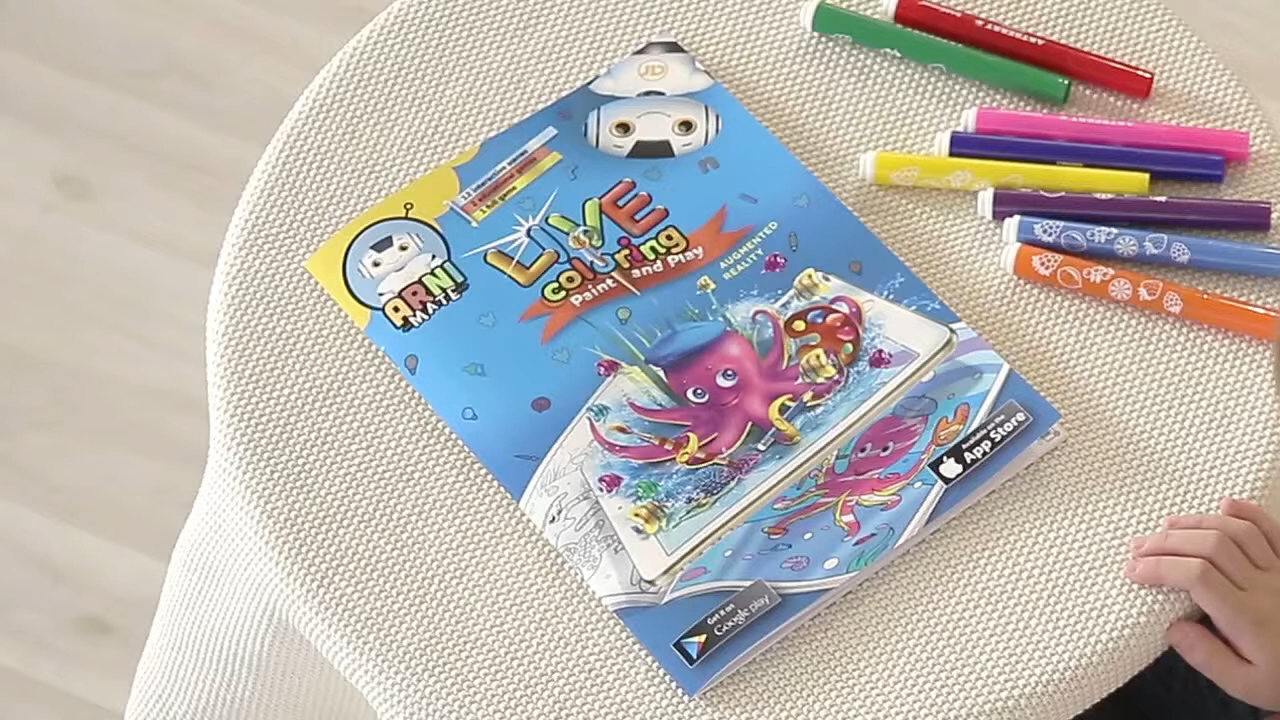 ARNI
MATE
LIVE
coloring
Paint and Play
AUGMENTED
REALITY
Available on the
App Store
Get it on
Google play